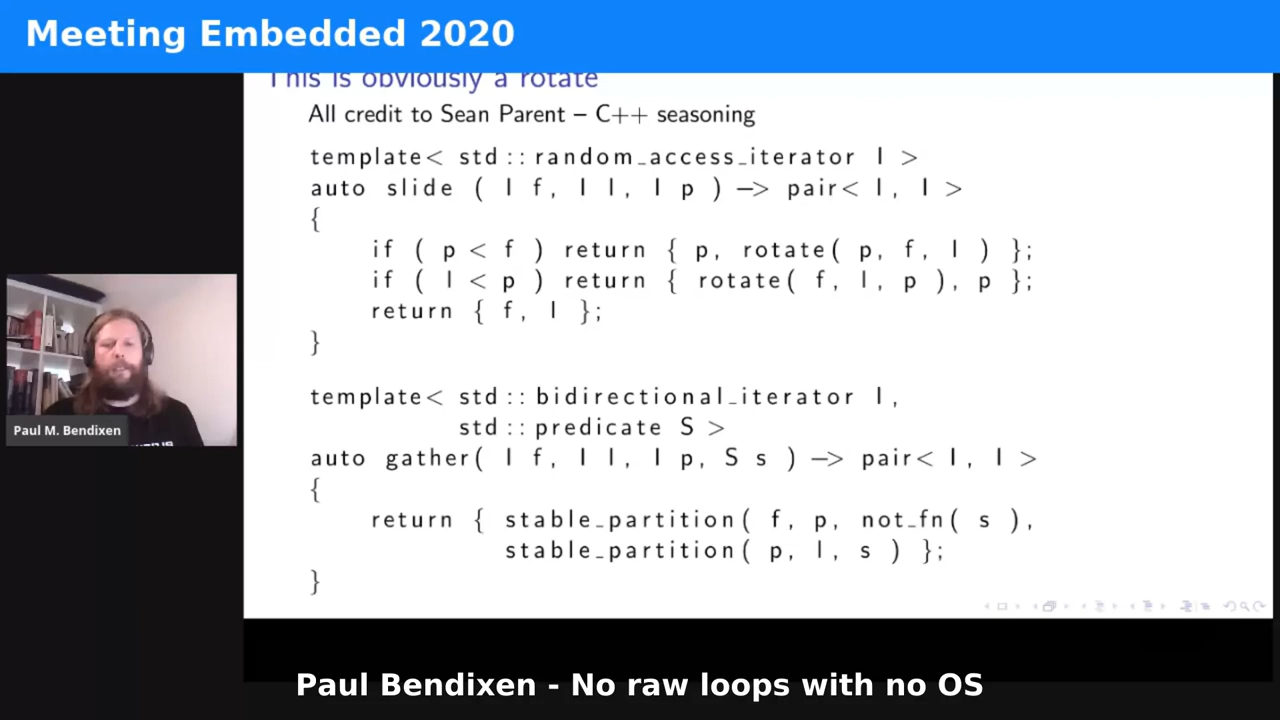 Meeting Embedded 2020
This is obviously a rotate
All credit to Sean Parent – C++ seasoning
template< std::random_access_iterator I >
auto slide ( I f, I l, I p ) –> pair< I, I >
{
if ( p < f ) return { p, rotate( p, f, l ) };
if ( l < p ) return { rotate( f, l, p ), p };
return { f, l };
}
template< std::bidirectional_iterator I,
std::predicate S >
auto gather( I f, I l, I p, S s ) –> pair< I, I >
{
return { stable_partition( f, p, not_fn( s ),
stable_partition( p, l, s ) };
}
Paul M. Bendixen
Paul Bendixen - No raw loops with no OS